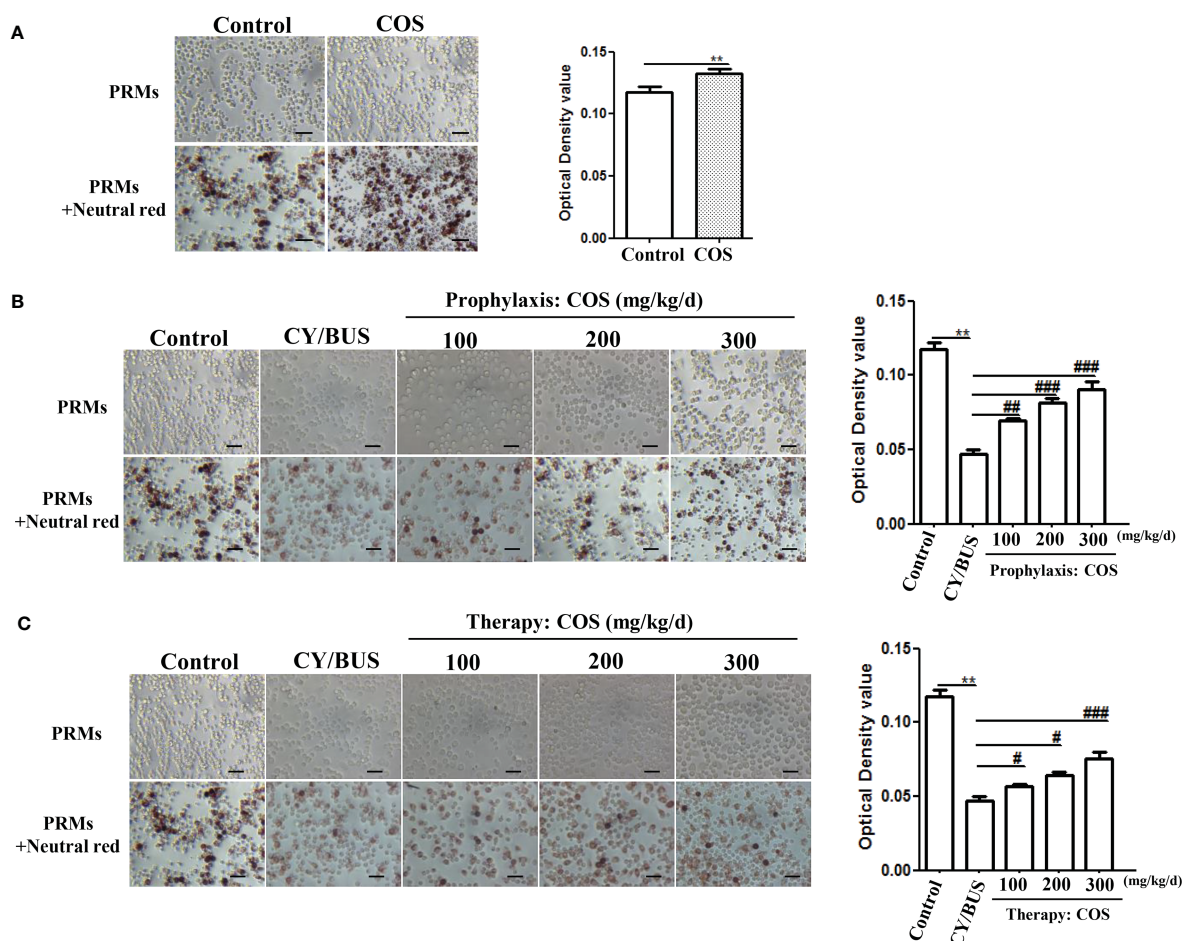 A
Control COS
PRMs
PRMs
+Neutral red
Optical Density value
0.15
0.10
0.05
0.00
**
Control COS
B
Prophylaxis: COS (mg/kg/d)
Control CY/BUS 100 200 300
PRMs
PRMs
+Neutral red
Optical Density value
0.15
0.10
0.05
0.00
**
##
###
###
Control CY/BUS 100 200 300 (mg/kg/d)
Prophylaxis: COS
C
Therapy: COS (mg/kg/d)
Control CY/BUS 100 200 300
PRMs
PRMs
+Neutral red
Optical Density value
0.15
0.10
0.05
0.00
**
#
#
###
Control CY/BUS 100 200 300 (mg/kg/d)
Therapy: COS